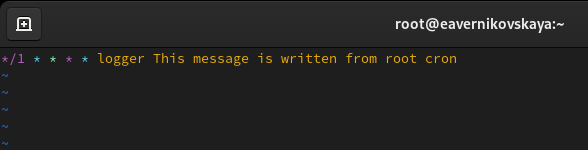 root@eavernikovskaya:~
*/1 * * * * logger This message is written from root cron
~
~
~
~
~